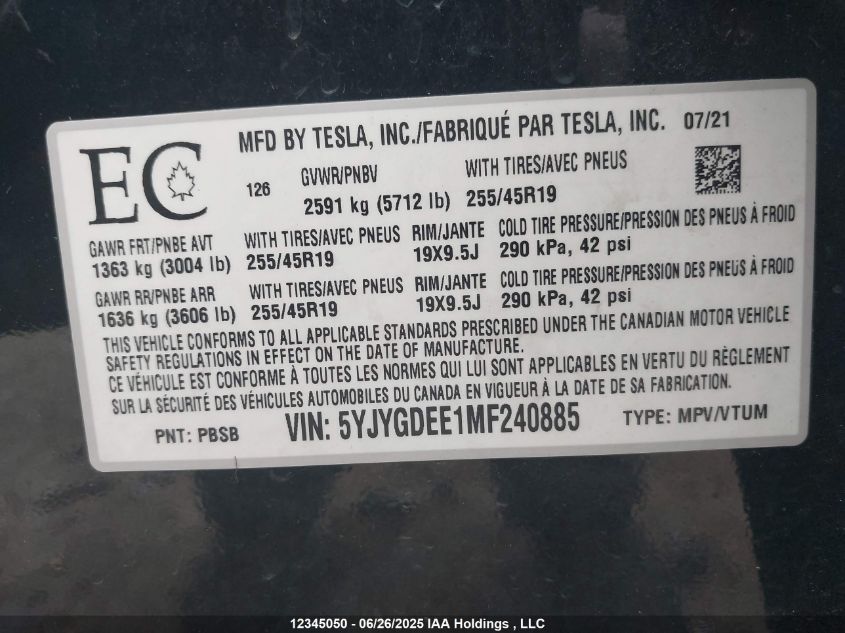 EC
MFD BY TESLA, INC./FABRIQUÉ PAR TESLA, INC. 07/21
126 GVWR/PNBV WITH TIRES/AVEC PNEUS
2591 kg (5712 lb) 255/45R19
GAWR FRT/PNBE AVT WITH TIRES/AVEC PNEUS RIM/JANTE COLD TIRE PRESSURE/PRESSION DES PNEUS À FROID
1363 kg (3004 lb) 255/45R19 19X9.5J 290 kPa, 42 psi
GAWR RR/PNBE ARR WITH TIRES/AVEC PNEUS RIM/JANTE COLD TIRE PRESSURE/PRESSION DES PNEUS À FROID
1636 kg (3606 lb) 255/45R19 19X9.5J 290 kPa, 42 psi
THIS VEHICLE CONFORMS TO ALL APPLICABLE STANDARDS PRESCRIBED UNDER THE CANADIAN MOTOR VEHICLE
SAFETY REGULATIONS IN EFFECT ON THE DATE OF MANUFACTURE.
CE VÉHICULE EST CONFORME À TOUTES LES NORMES QUI LUI SONT APPLICABLES EN VERTU DU RÈGLEMENT
SUR LA SÉCURITÉ DES VÉHICULES AUTOMOBILES DU CANADA EN VIGUEUR À LA DATE DE SA FABRICATION.
PNT: PBSB VIN: 5YJYGDEE1MF240885 TYPE: MPV/VTUM
12345050 - 06/26/2025 IAA Holdings , LLC